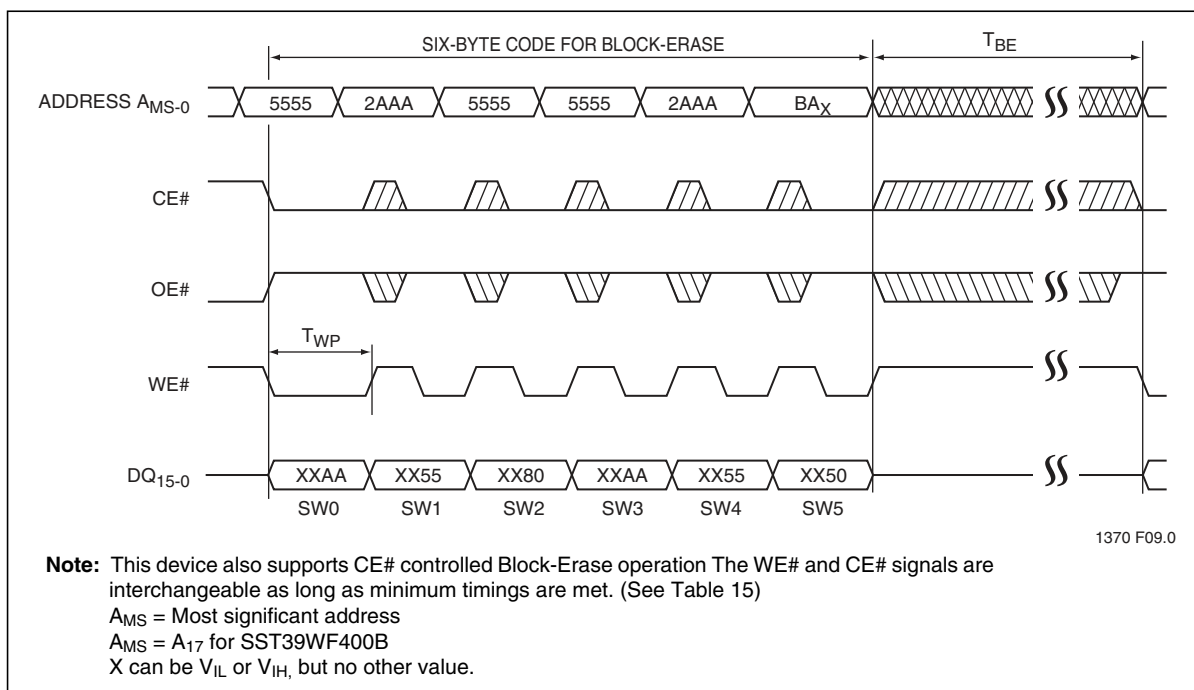 SIX-BYTE CODE FOR BLOCK-ERASE TBE
ADDRESS AMS-0 5555 2AAA 5555 5555 2AAA BAX
CE#
OE#
TWP
WE#
DQ15-0 XXAA XX55 XX80 XXAA XX55 XX50
SW0 SW1 SW2 SW3 SW4 SW5
1370 F09.0
Note: This device also supports CE# controlled Block-Erase operation The WE# and CE# signals are
interchangeable as long as minimum timings are met. (See Table 15)
AMS = Most significant address
AMS = A17 for SST39WF400B
X can be VIL or VIH, but no other value.